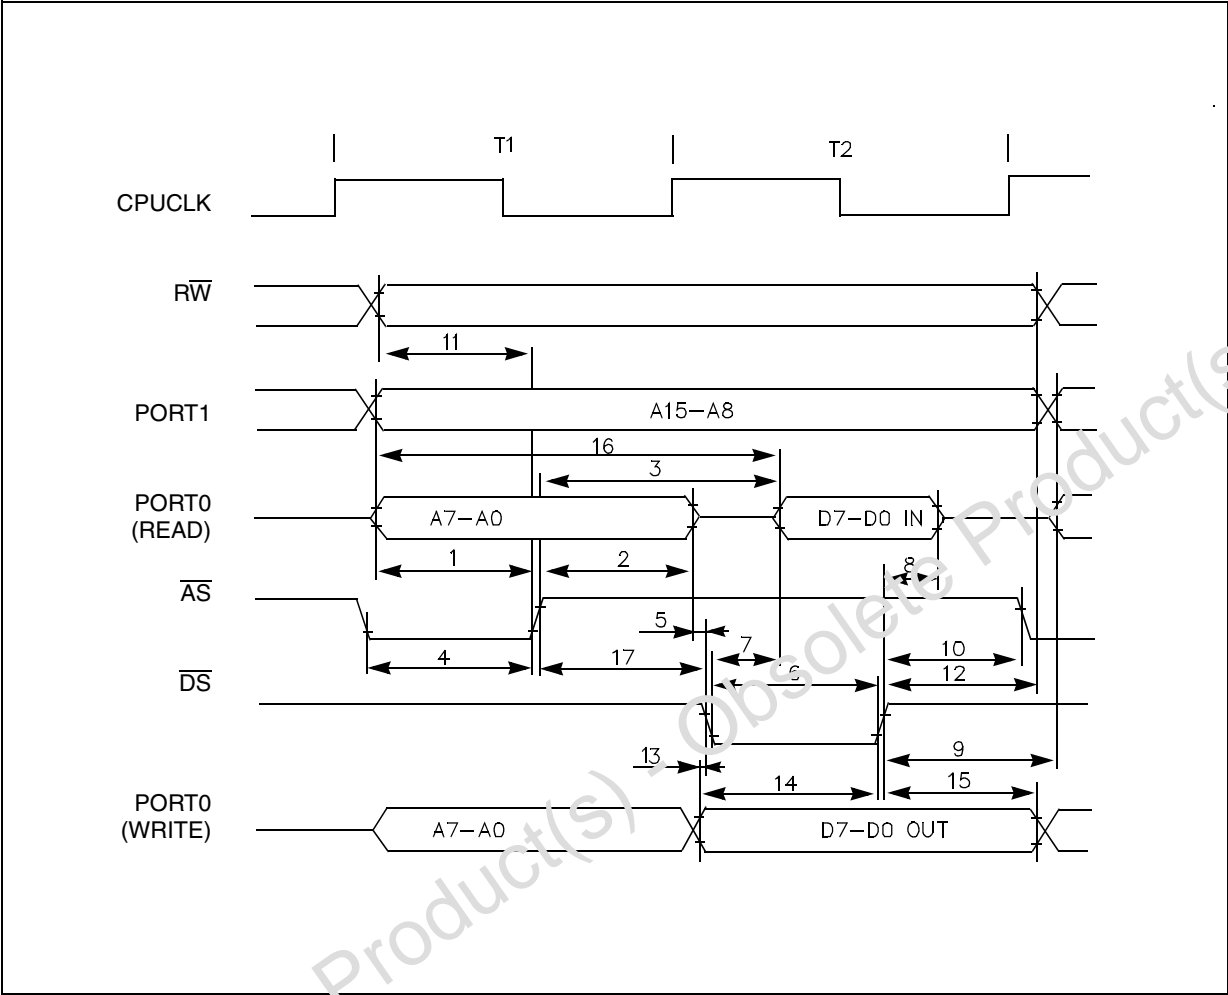 T1 T2
CPUCLK
RW
11
PORT1 A15-A8
16
3
PORT0
(READ)
A7-A0 D7-D0 IN
1 2 8
AS
5 7
4 17 6 10
12
DS
13 9
14 15
PORT0
(WRITE)
A7-A0 D7-D0 OUT
Product(s) - Obsolete Product(s